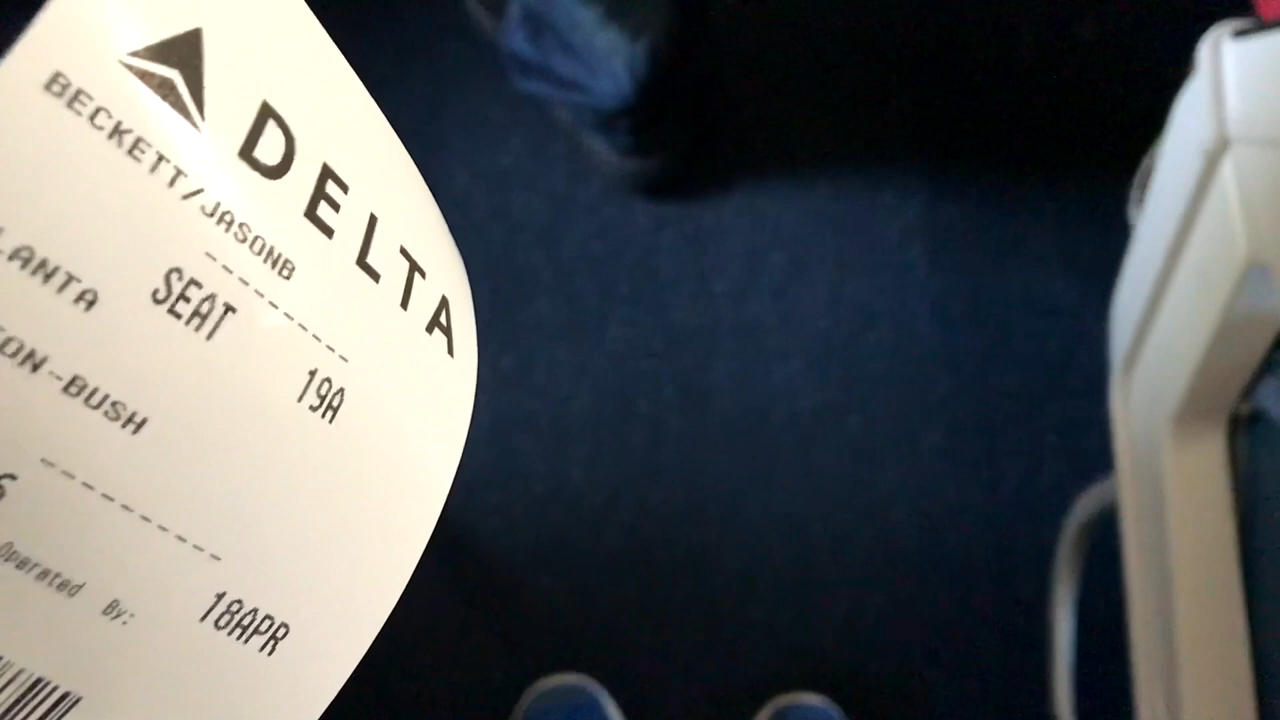 DELTA
BECKETT/JASONB
LANTA
SEAT 19A
ON-BUSH
Operated By:
18APR